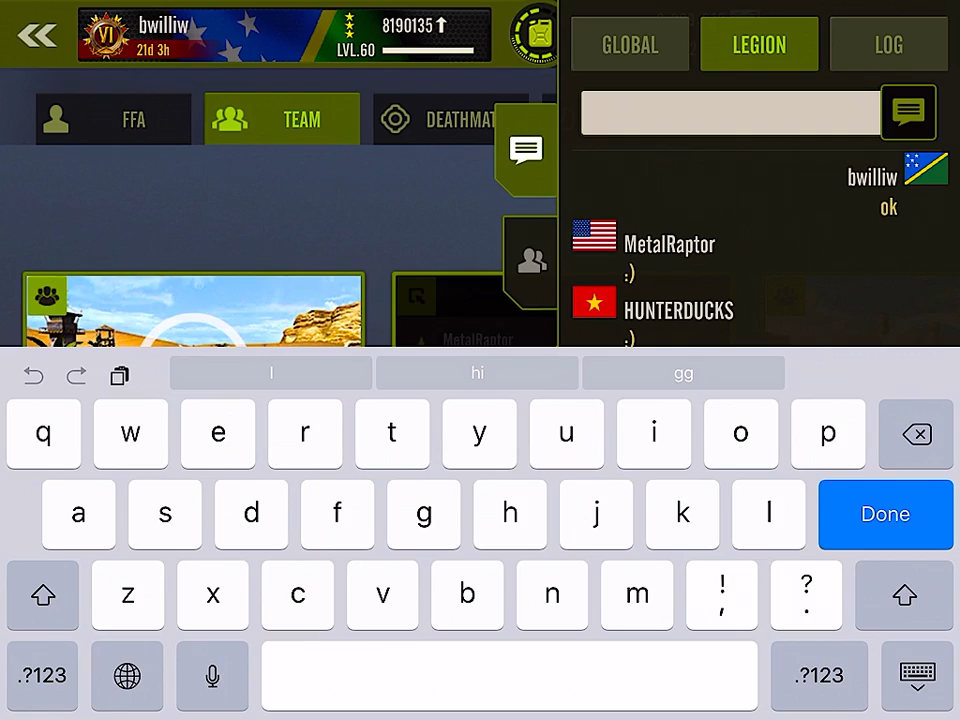 VI
bwilliw
21d 3h
8190135
LVL.60
FFA
TEAM
DEATHMAT
GLOBAL
LEGION
LOG
bwilliw
ok
MetalRaptor
:)
HUNTERDUCKS
:)
MetalRaptor
I
hi
gg
q w e r t y u i o p
a s d f g h j k l Done
z x c v b n m ! , ? .
.?123 .?123